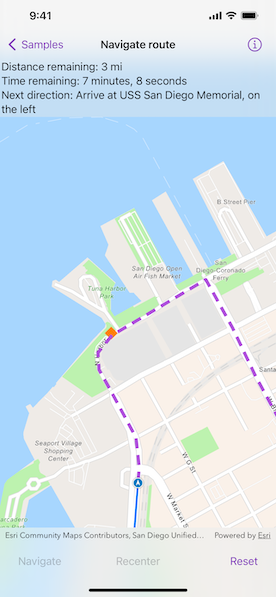 9:41
Samples
Navigate route
Distance remaining: 3 mi
Time remaining: 7 minutes, 8 seconds
Next direction: Arrive at USS San Diego Memorial, on
the left
B Street Pier
San Diego Open
Air Fish Market
San
Diego-Coronado
Ferry
Tuna Harbor
Park
Santa
Seaport Village
Shopping
Center
W G St
W Market S
Esri Community Maps Contributors, San Diego Unified...
Powered by Esri
Navigate
Recenter
Reset